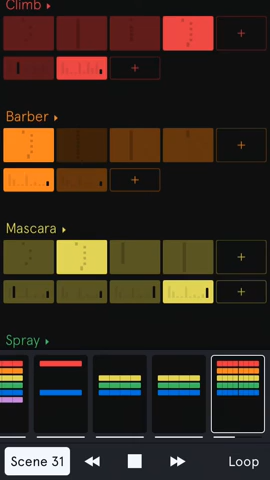 Climb
+
+
Barber
+
+
Mascara
+
+
Spray
Scene 31
Loop